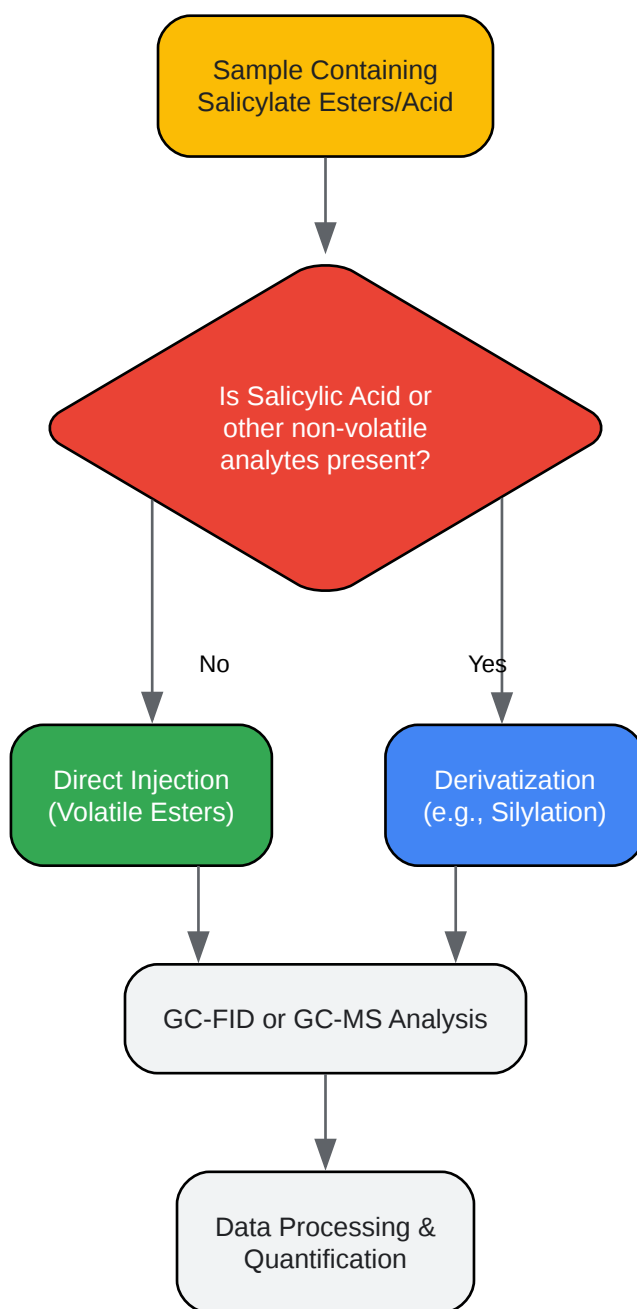 Sample Containing
Salicylate Esters/Acid
Is Salicylic Acid or
other non-volatile
analytes present?
No
Yes
Direct Injection
(Volatile Esters)
Derivatization
(e.g., Silylation)
GC-FID or GC-MS Analysis
Data Processing &
Quantification